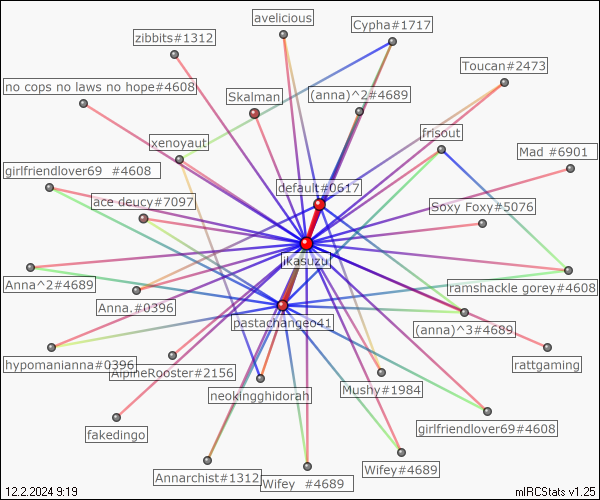 avelicious
zibbits#1312
Cypha#1717
Toucan#2473
no cops no laws no hope#4608
Skalman
(anna)^2#4689
xenoyaut
frisout
Mad #6901
girlfriendlover69 #4608
default#0617
ace deucy#7097
Soxy Foxy#5076
jikasuzu
Anna^2#4689
Anna.#0396
ramshackle gorey#4608
pastachange041
(anna)^3#4689
hypomanianna#0396
AlpineRooster#2156
rattgaming
neokingghidorah
Mushy#1984
fakedingo
girlfriendlover69#4608
Annarchist#1312
Wifey #4689
Wifey#4689
12.2.2024 9:19
mIRCStats v1.25